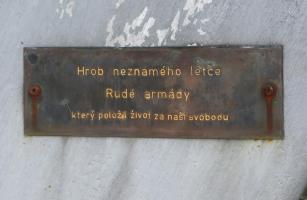 Hrob neznámého letce
Rudé armády
který položil život za naši svobodu